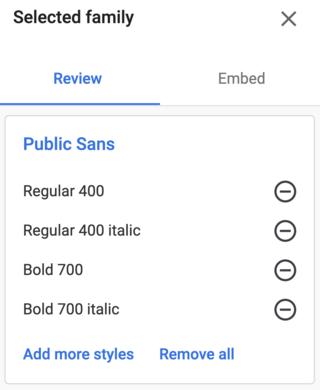 Selected family
Review Embed
Public Sans
Regular 400
Regular 400 italic
Bold 700
Bold 700 italic
Add more styles Remove all